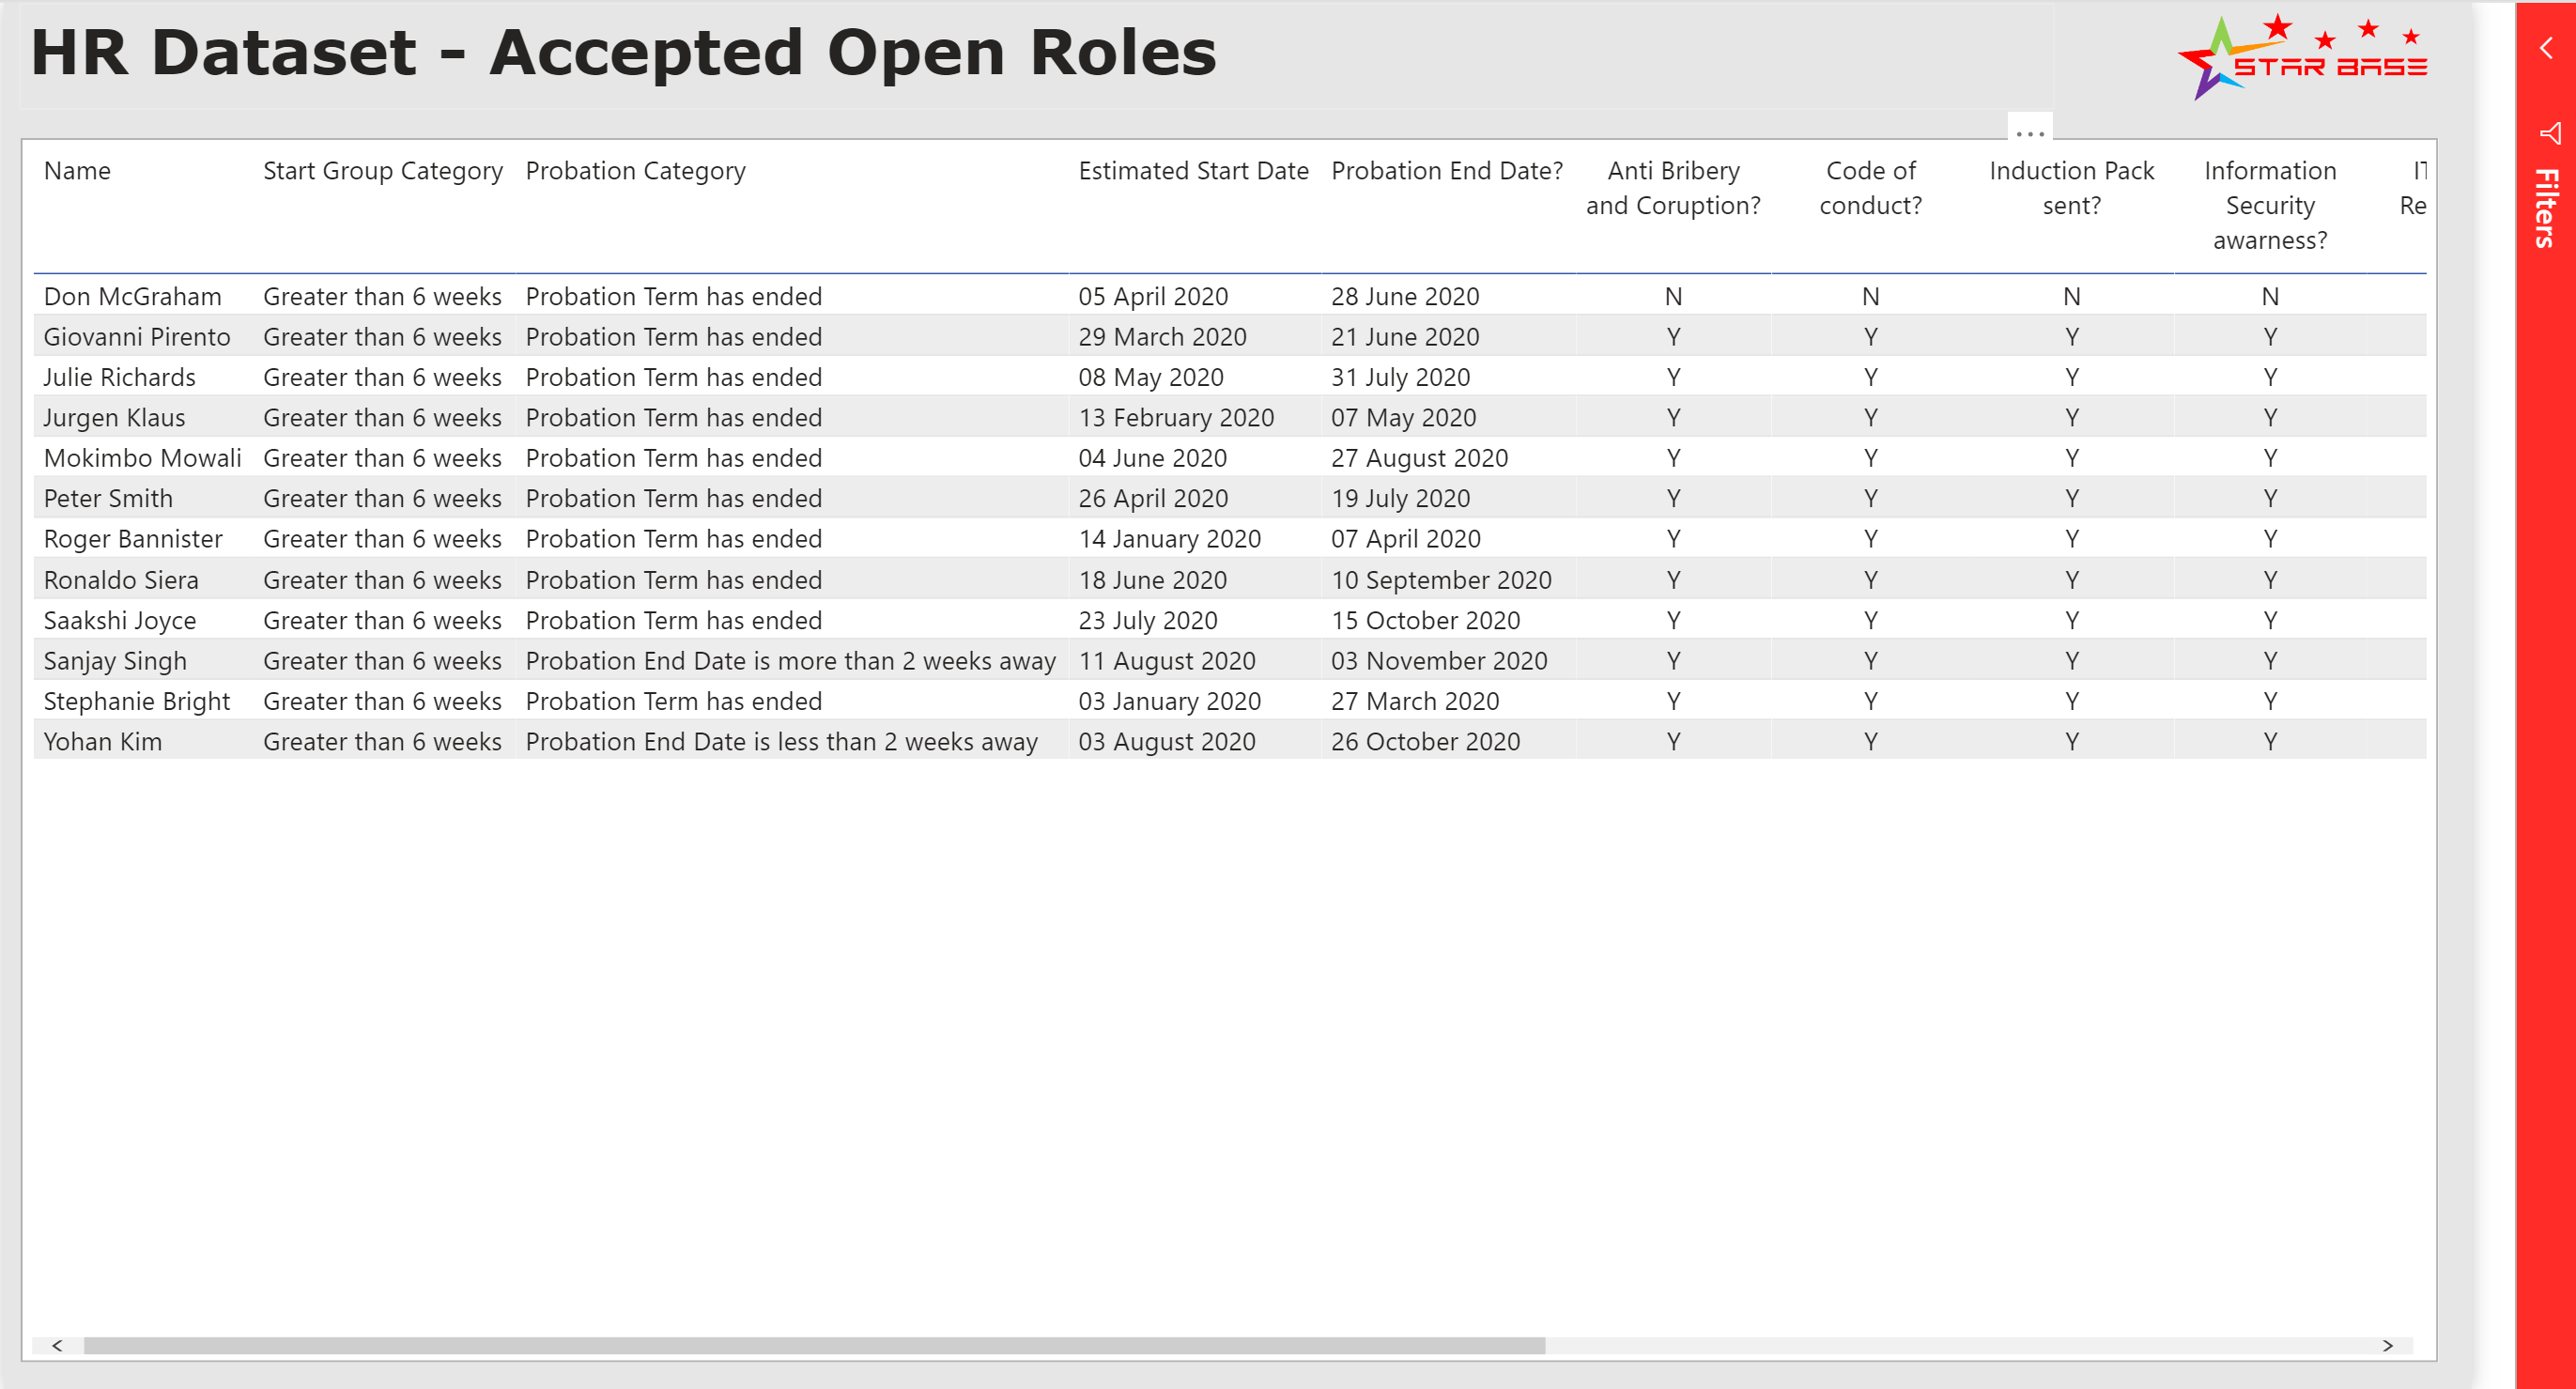 HR Dataset - Accepted Open Roles
STAR BASE
...
Name Start Group Category Probation Category Estimated Start Date Probation End Date? Anti Bribery and Coruption? Code of conduct? Induction Pack sent? Information Security awarness? IT Re
Don McGraham Greater than 6 weeks Probation Term has ended 05 April 2020 28 June 2020 N N N N
Giovanni Pirento Greater than 6 weeks Probation Term has ended 29 March 2020 21 June 2020 Y Y Y Y
Julie Richards Greater than 6 weeks Probation Term has ended 08 May 2020 31 July 2020 Y Y Y Y
Jurgen Klaus Greater than 6 weeks Probation Term has ended 13 February 2020 07 May 2020 Y Y Y Y
Mokimbo Mowali Greater than 6 weeks Probation Term has ended 04 June 2020 27 August 2020 Y Y Y Y
Peter Smith Greater than 6 weeks Probation Term has ended 26 April 2020 19 July 2020 Y Y Y Y
Roger Bannister Greater than 6 weeks Probation Term has ended 14 January 2020 07 April 2020 Y Y Y Y
Ronaldo Siera Greater than 6 weeks Probation Term has ended 18 June 2020 10 September 2020 Y Y Y Y
Saakshi Joyce Greater than 6 weeks Probation Term has ended 23 July 2020 15 October 2020 Y Y Y Y
Sanjay Singh Greater than 6 weeks Probation End Date is more than 2 weeks away 11 August 2020 03 November 2020 Y Y Y Y
Stephanie Bright Greater than 6 weeks Probation Term has ended 03 January 2020 27 March 2020 Y Y Y Y
Yohan Kim Greater than 6 weeks Probation End Date is less than 2 weeks away 03 August 2020 26 October 2020 Y Y Y Y
Filters